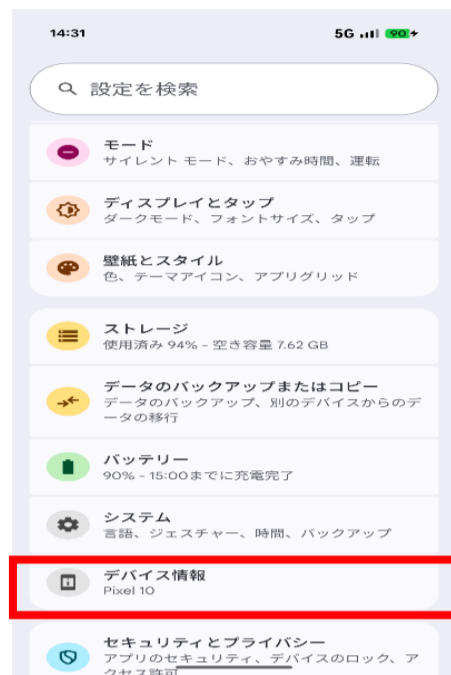 14:31
5G 90+
設定を検索
モード
サイレント モード、おやすみ時間、運転
ディスプレイとタップ
ダークモード、フォントサイズ、タップ
壁紙とスタイル
色、テーマアイコン、アプリグリッド
ストレージ
使用済み 94% - 空き容量 7.62 GB
データのバックアップまたはコピー
データのバックアップ、別のデバイスからのデ
ータの移行
バッテリー
90% - 15:00までに充電完了
システム
言語、ジェスチャー、時間、バックアップ
デバイス情報
Pixel 10
セキュリティとプライバシー
アプリのセキュリティ、デバイスのロック、ア
クセス許可